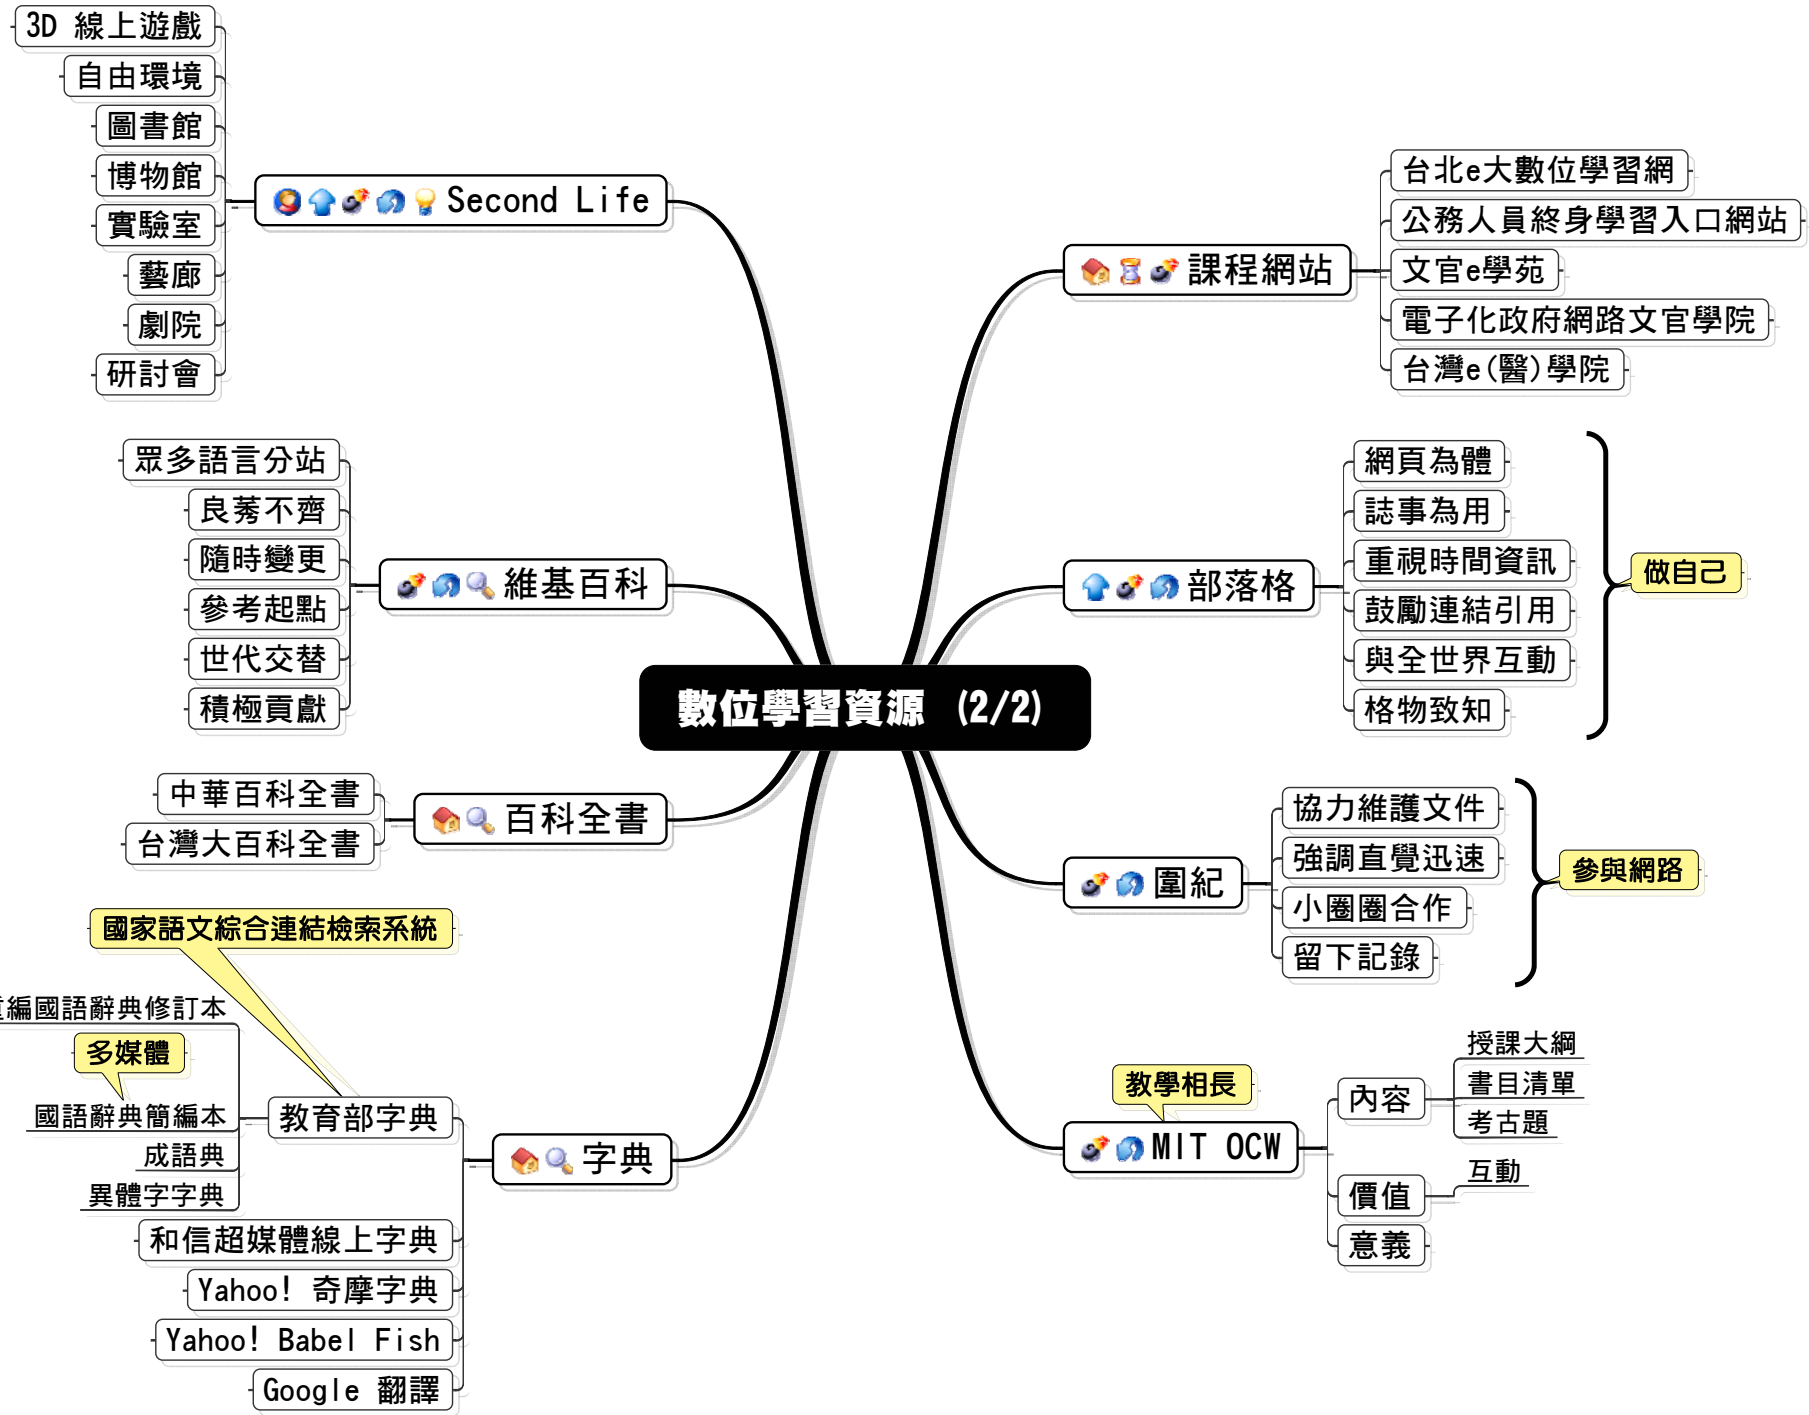 數位學習資源 (2/2)
課程網站
台北e大數位學習網
公務人員終身學習入口網站
文官e學苑
電子化政府網路文官學院
台灣e(醫)學院
部落格
網頁為體
誌事為用
重視時間資訊
鼓勵連結引用
與全世界互動
格物致知
做自己
圍紀
協力維護文件
強調直覺迅速
小圈圈合作
留下記錄
參與網路
教學相長
MIT OCW
內容
授課大綱
書目清單
考古題
價值
互動
意義
Second Life
3D 線上遊戲
自由環境
圖書館
博物館
實驗室
藝廊
劇院
研討會
維基百科
眾多語言分站
良莠不齊
隨時變更
參考起點
世代交替
積極貢獻
百科全書
中華百科全書
台灣大百科全書
字典
國家語文綜合連結檢索系統
教育部字典
編國語辭典修訂本
多媒體
國語辭典簡編本
成語典
異體字字典
和信超媒體線上字典
Yahoo! 奇摩字典
Yahoo! Babel Fish
Google 翻譯